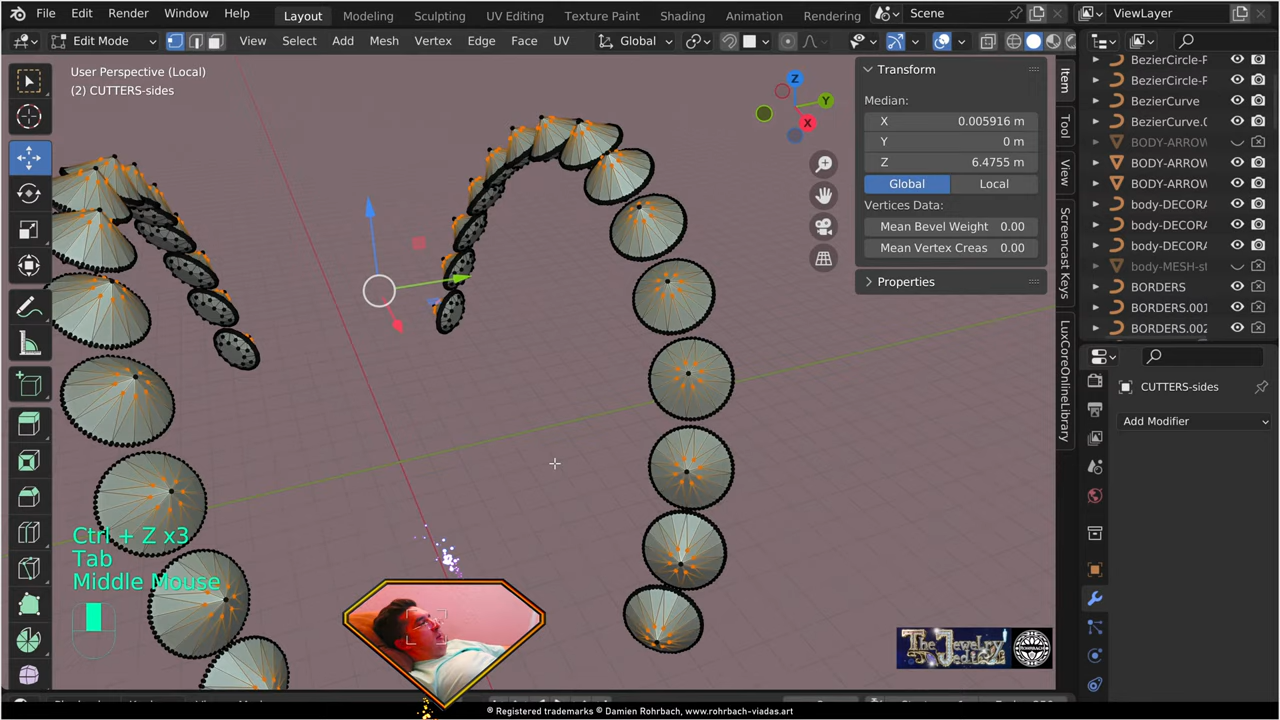 File Edit Render Window Help Layout Modeling Sculpting UV Editing Texture Paint Shading Animation Rendering Scene ViewLayer
Edit Mode View Select Add Mesh Vertex Edge Face UV Global
User Perspective (Local)
(2) CUTTERS-sides
Transform
Median:
X 0.005916 m
Y 0 m
Z 6.4755 m
Global Local
Vertices Data:
Mean Bevel Weight 0.00
Mean Vertex Creas 0.00
Properties
Item
Tool
View
Screencast Keys
LuxCoreOnlineLibrary
Z
Y
X
BezierCircle-F
BezierCircle-F
BezierCurve
BezierCurve.0
BODY-ARROW
BODY-ARROW
BODY-ARROW
body-DECORA
body-DECORA
body-DECORA
body-MESH-st
BORDERS
BORDERS.001
BORDERS.002
CUTTERS-sides
Add Modifier
Ctrl + Z x3
Tab
Middle Mouse
The Jewelry
ROHRBACH
® Registered trademarks © Damien Rohrbach, www.rohrbach-viadas.art